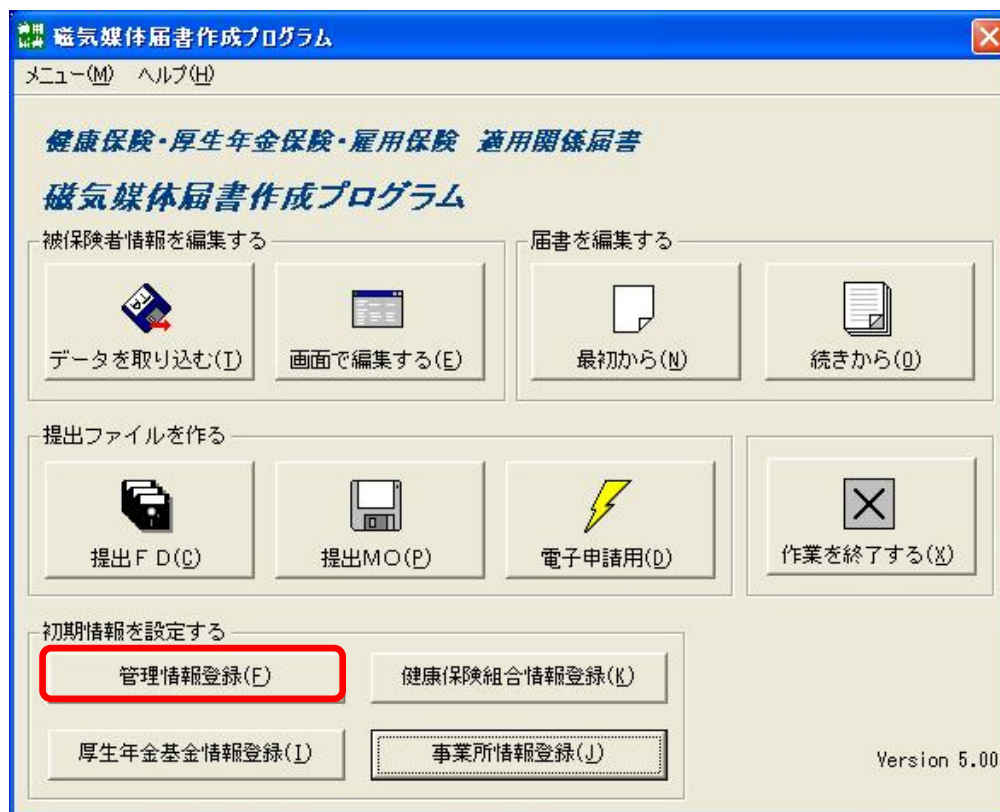 磁気媒体届書作成プログラム
メニュー(M) ヘルプ(H)
健康保険・厚生年金保険・雇用保険 適用関係届書
磁気媒体届書作成プログラム
被保険者情報を編集する
データを取り込む(T) 画面で編集する(E)
届書を編集する
最初から(N) 続きから(O)
提出ファイルを作る
提出FD(C) 提出MO(P) 電子申請用(D)
作業を終了する(X)
初期情報を設定する
管理情報登録(F) 健康保険組合情報登録(K)
厚生年金基金情報登録(I) 事業所情報登録(J)
Version 5.00